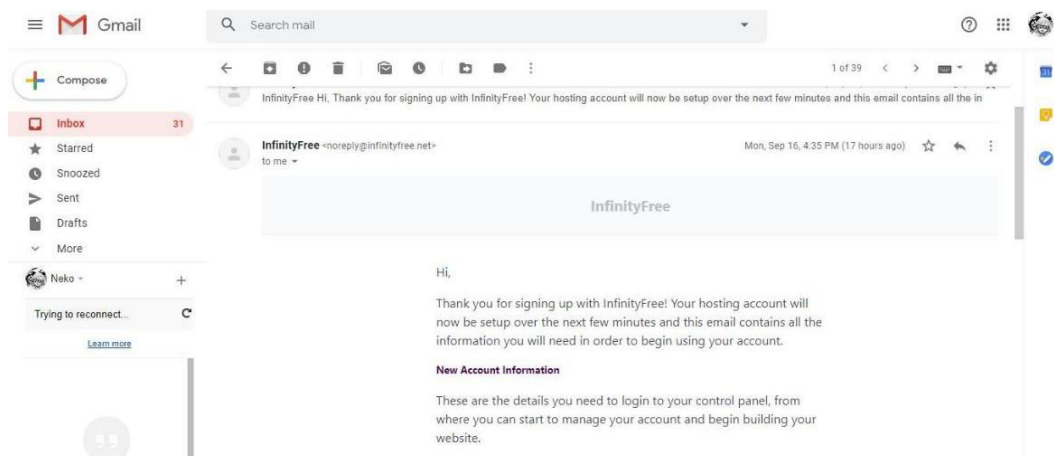 Gmail
Search mail
Compose
1 of 39
InfinityFree Hi, Thank you for signing up with InfinityFree! Your hosting account will now be setup over the next few minutes and this email contains all the in
Inbox 31
Starred
Snoozed
Sent
Drafts
More
Neko
Trying to reconnect...
Learn more
InfinityFree <noreply@infinityfree.net> Mon, Sep 16, 4:35 PM (17 hours ago)
to me
InfinityFree
Hi,
Thank you for signing up with InfinityFree! Your hosting account will
now be setup over the next few minutes and this email contains all the
information you will need in order to begin using your account.
New Account Information
These are the details you need to login to your control panel, from
where you can start to manage your account and begin building your
website.
31